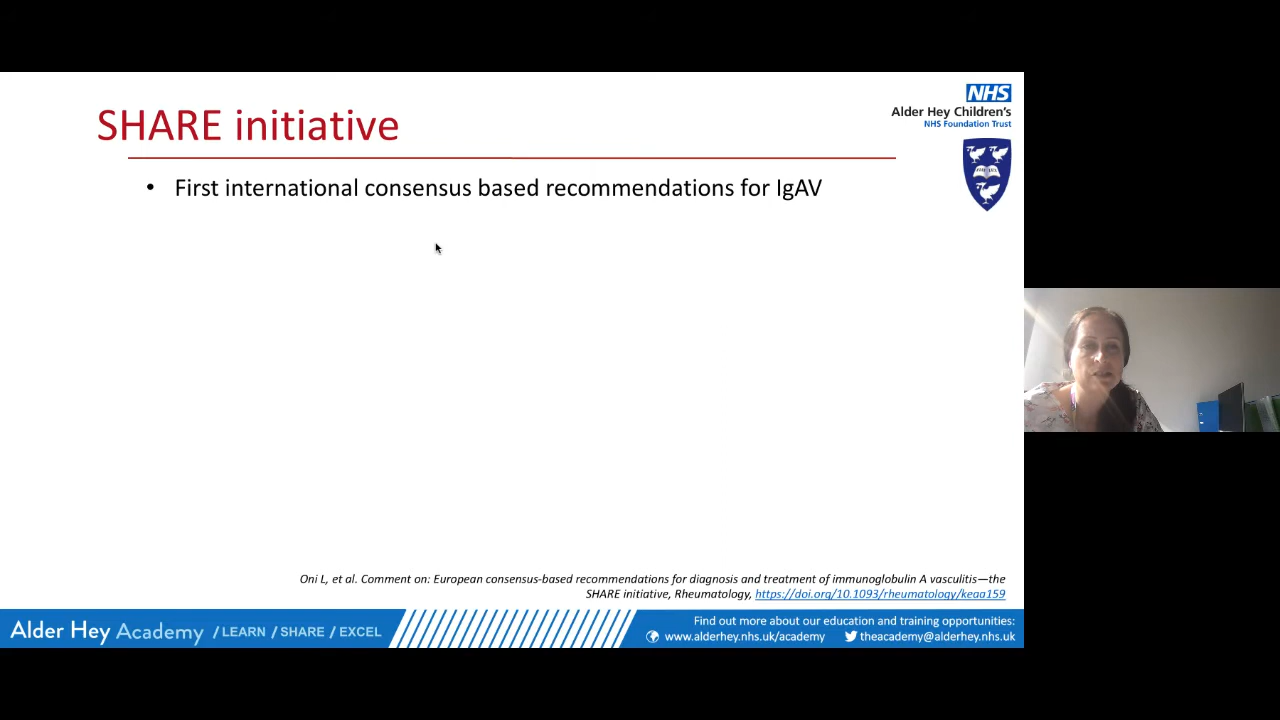 SHARE initiative
NHS
Alder Hey Children's
NHS Foundation Trust
• First international consensus based recommendations for IgAV
Oni L, et al. Comment on: European consensus-based recommendations for diagnosis and treatment of immunoglobulin A vasculitis—the
SHARE initiative, Rheumatology, https://doi.org/10.1093/rheumatology/keaa159
Alder Hey Academy / LEARN / SHARE / EXCEL
Find out more about our education and training opportunities:
www.alderhey.nhs.uk/academy theacademy@alderhey.nhs.uk